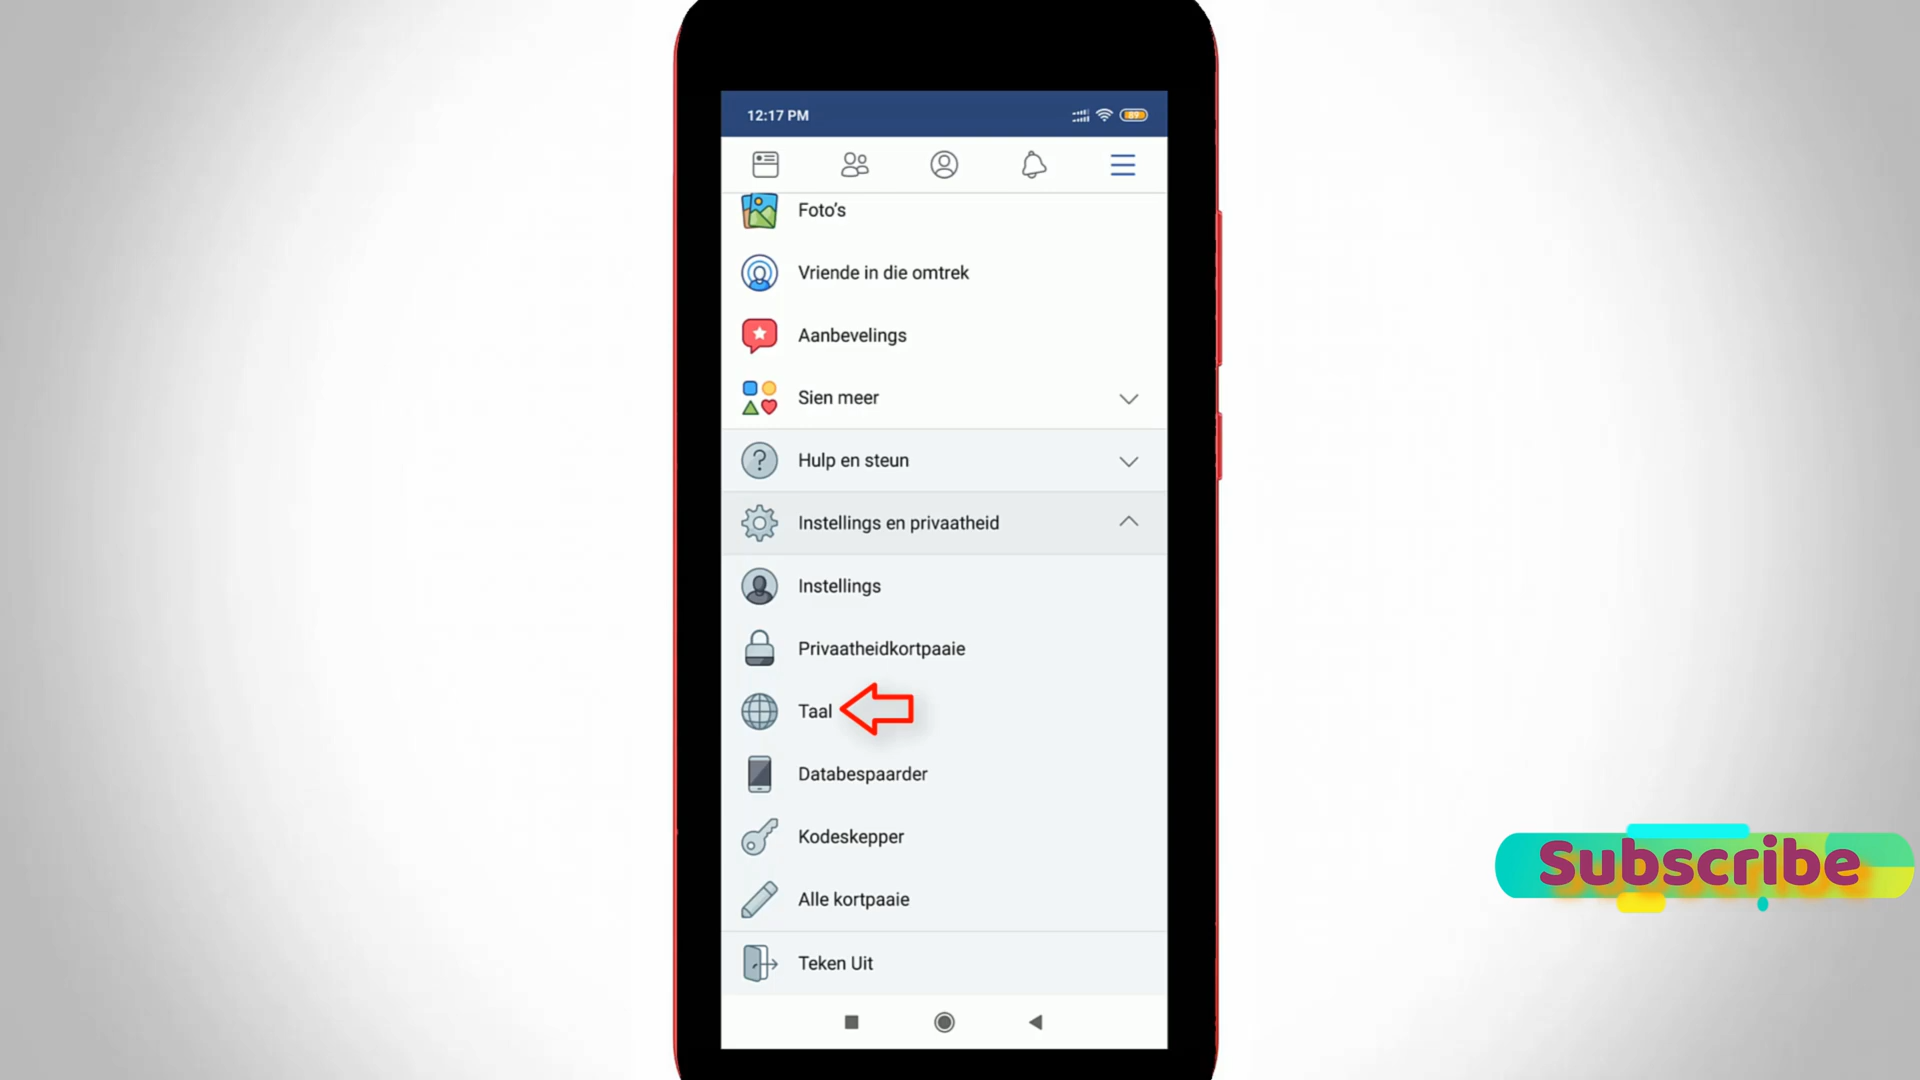 12:17 PM
89
Foto's
Vriende in die omtrek
Aanbevelings
Sien meer
Hulp en steun
Instellings en privaatheid
Instellings
Privaatheidkortpaaie
Taal
Databespaarder
Kodeskepper
Alle kortpaaie
Teken Uit
Subscribe